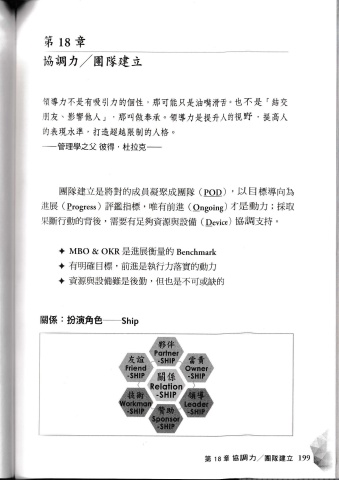 第 18 章
協調力／團隊建立
領導力不是有吸引力的個性，那可能只是油嘴滑舌。也不是「結交
朋友、影響他人」，那叫做奉承。領導力是提升人的視野、提高人
的表現水準，打造超越限制的人格。
——管理學之父 彼得・杜拉克——
團隊建立是將對的成員凝聚成團隊（POD），以目標導向為
進展（Progress）評鑑指標，唯有前進（Ongoing）才是動力；採取
果斷行動的背後，需要有足夠資源與設備（Device）協調支持。
✦ MBO & OKR 是進展衡量的 Benchmark
✦ 有明確目標，前進是執行力落實的動力
✦ 資源與設備雖是後勤，但也是不可或缺的
關係：扮演角色——Ship
夥伴
Partner
-SHIP
友誼
Friend
-SHIP
當責
Owner
-SHIP
關係
Relation
-SHIP
技術
Workman
-SHIP
領導
Leader
-SHIP
贊助
Sponsor
-SHIP
第 18 章 協調力／團隊建立 199